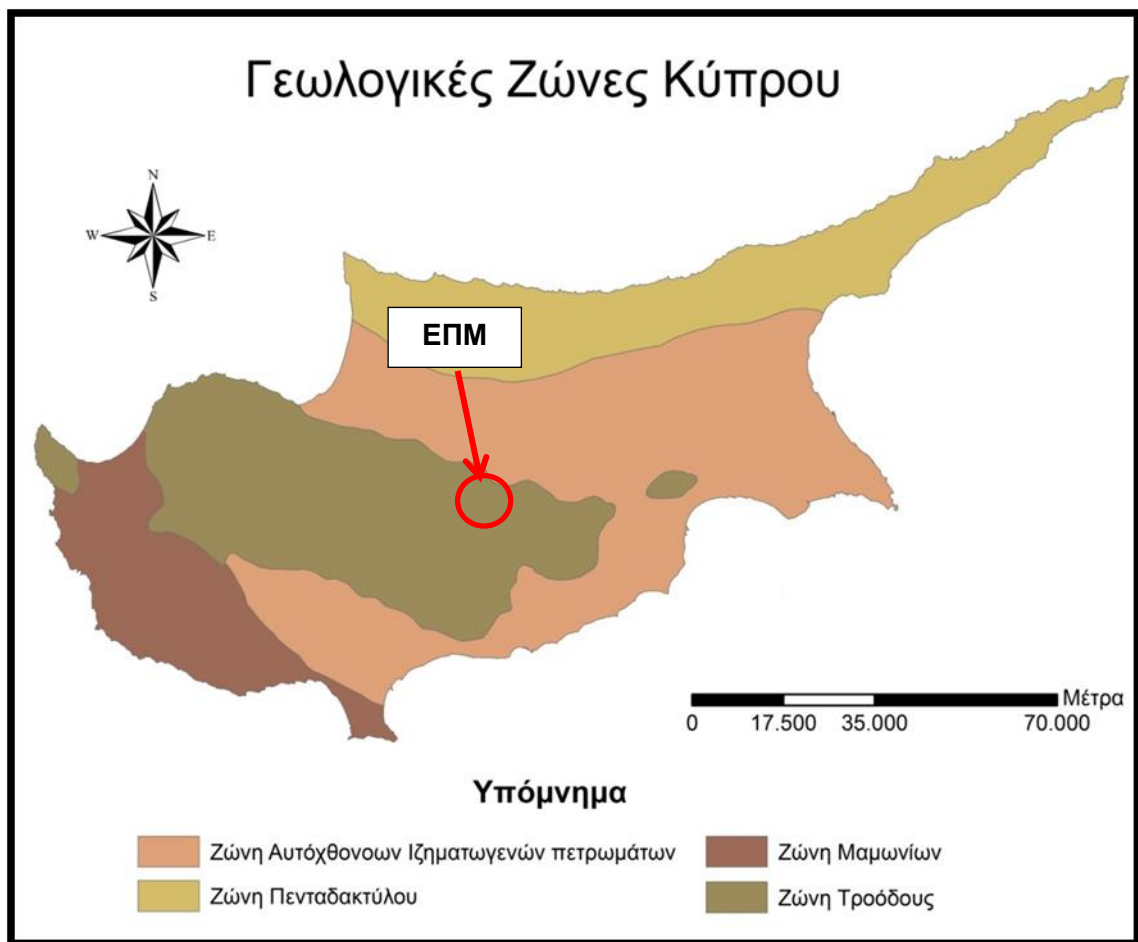 Γεωλογικές Ζώνες Κύπρου
N
W E
S
ΕΠΜ
Μέτρα
0 17.500 35.000 70.000
Υπόμνημα
Ζώνη Αυτόχθονοων Ιζηματωγενών πετρωμάτων
Ζώνη Μαμωνίων
Ζώνη Πενταδακτύλου
Ζώνη Τροόδους